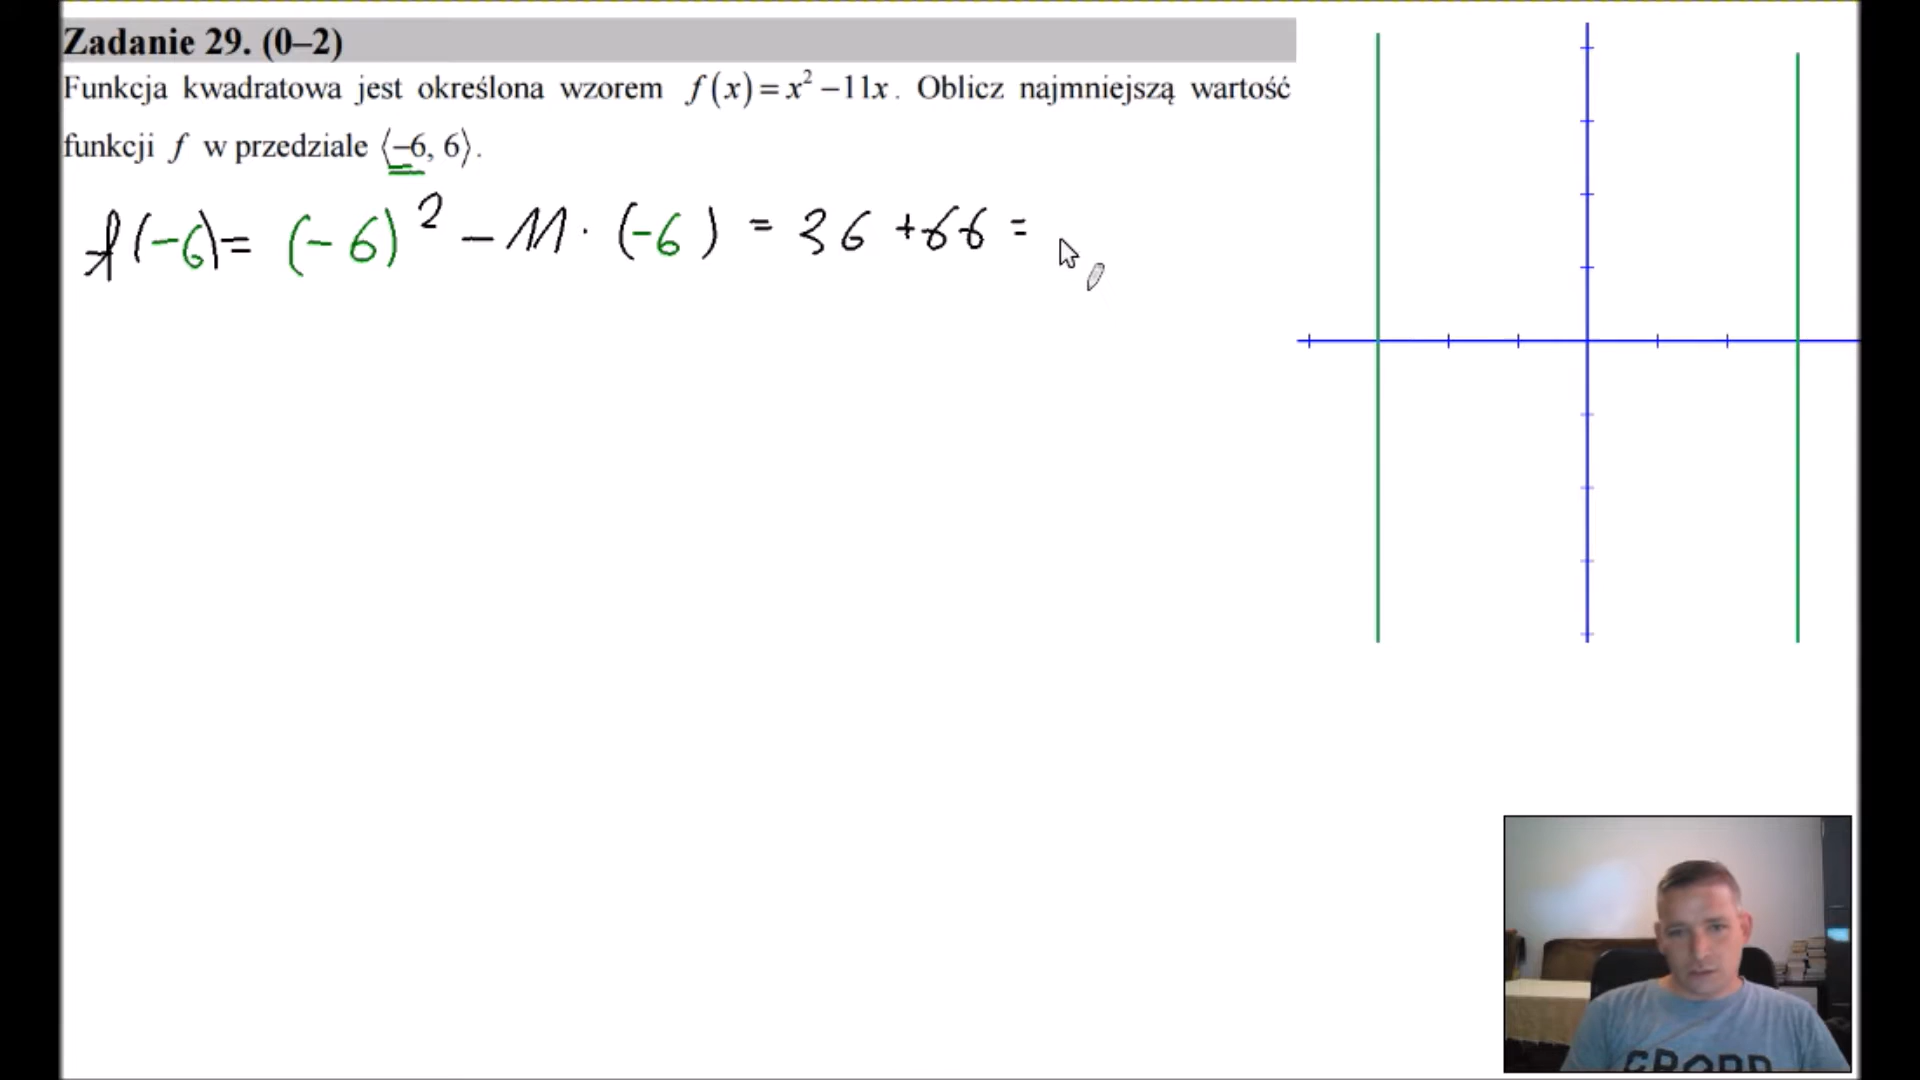 Zadanie 29. (0–2)
Funkcja kwadratowa jest określona wzorem f(x) = x² – 11x. Oblicz najmniejszą wartość
funkcji f w przedziale ⟨–6, 6⟩.
f(-6) = (-6)² - 11 · (-6) = 36 + 66 =